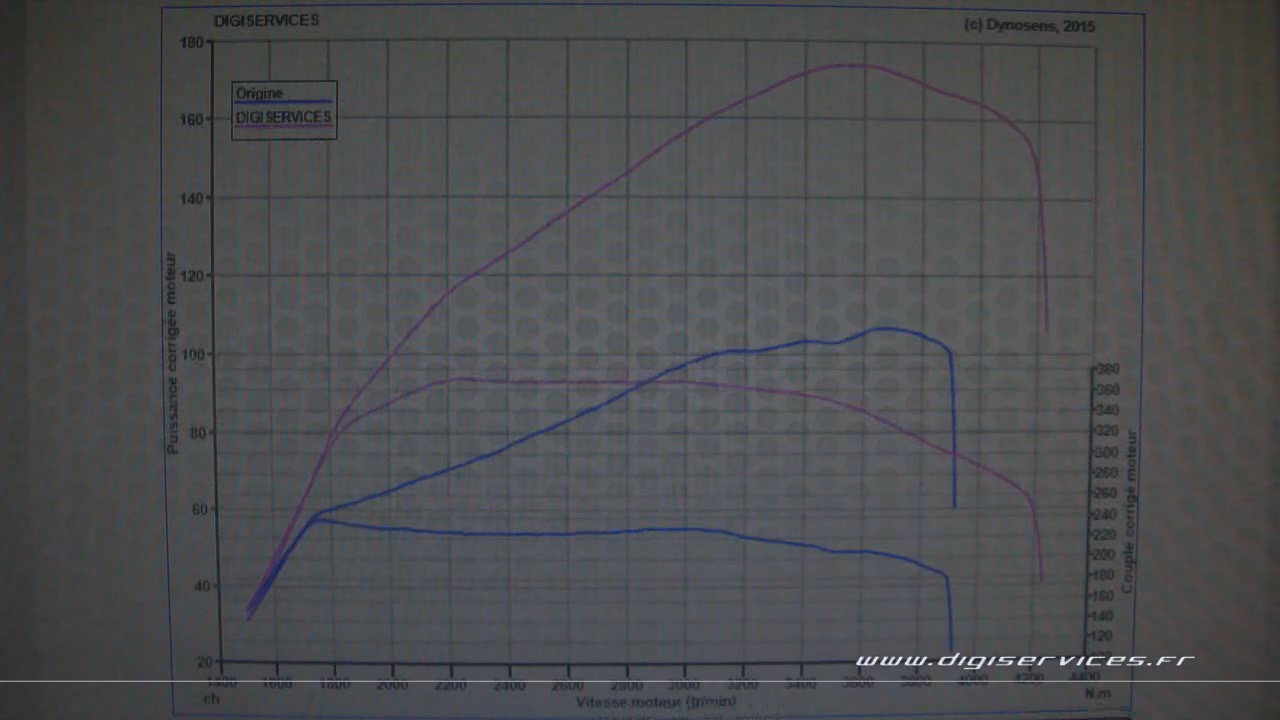 DIGISERVICES
(c) Dynosens, 2015
Origine
DIGISERVICES
180
160
140
120
100
80
60
40
20
Puissance corrigée moteur
380
360
340
320
300
280
260
240
220
200
180
160
140
120
Couple corrigé moteur
www.digiservices.fr
1400 1600 1800 2000 2200 2400 2600 2800 3000 3200 3400 3600 3800 4000 4200 4400
ch
Vitesse moteur (tr/min)
N.m